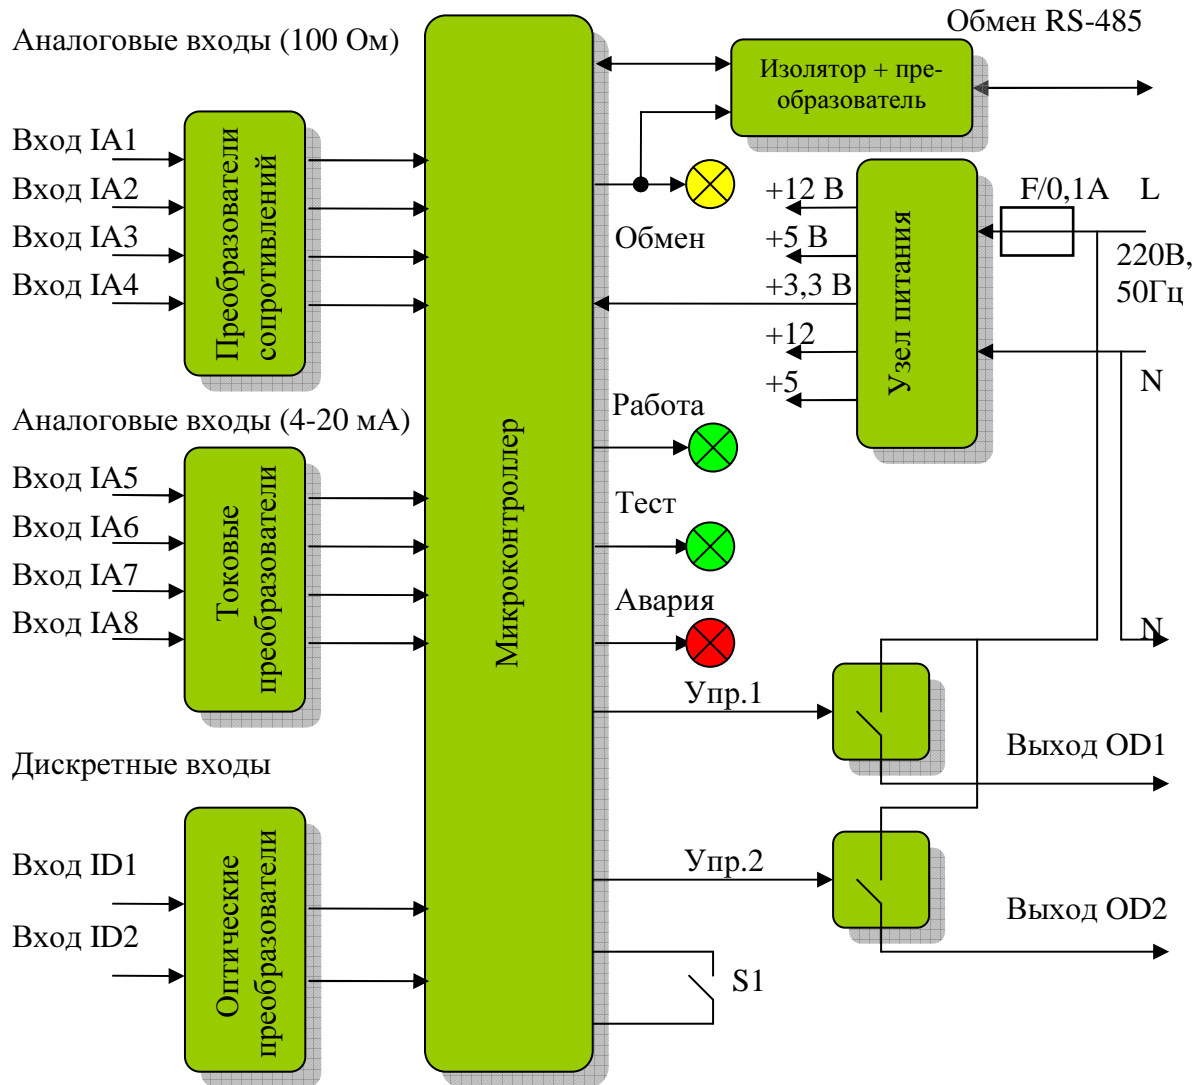 Аналоговые входы (100 Ом)
Вход IA1
Вход IA2
Вход IA3
Вход IA4
Преобразователи
сопротивлений
Аналоговые входы (4-20 мА)
Вход IA5
Вход IA6
Вход IA7
Вход IA8
Токовые
преобразователи
Дискретные входы
Вход ID1
Вход ID2
Оптические
преобразователи
Микроконтроллер
Обмен RS-485
Изолятор + пре-
образователь
Обмен
+12 В
+5 В
+3,3 В
+12
+5
Узел питания
F/0,1А
L
220В,
50Гц
N
Работа
Тест
Авария
N
Упр.1
Выход OD1
Упр.2
Выход OD2
S1